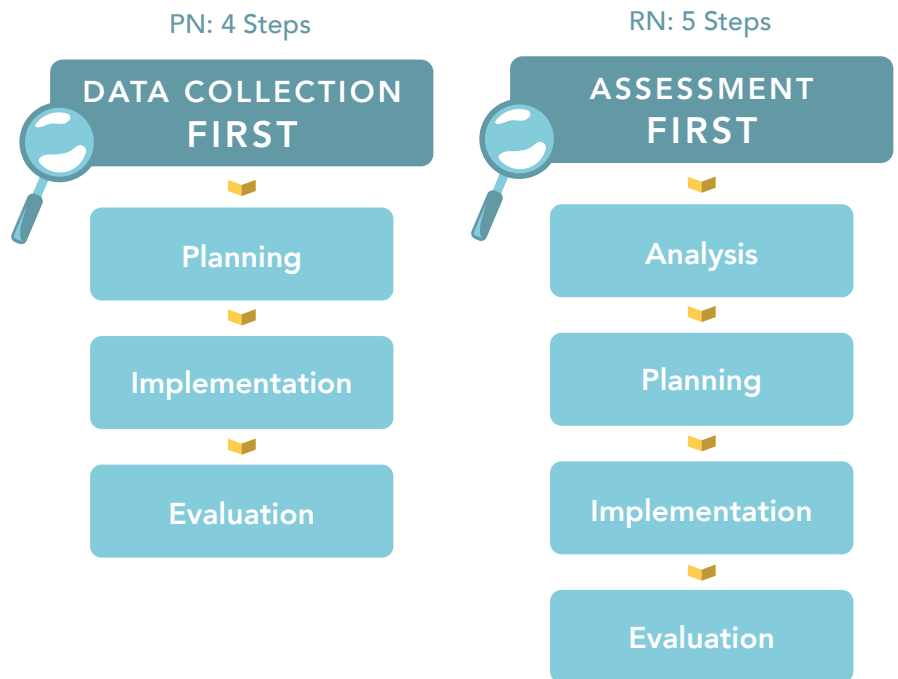 PN: 4 Steps
DATA COLLECTION
FIRST
Planning
Implementation
Evaluation
RN: 5 Steps
ASSESSMENT
FIRST
Analysis
Planning
Implementation
Evaluation